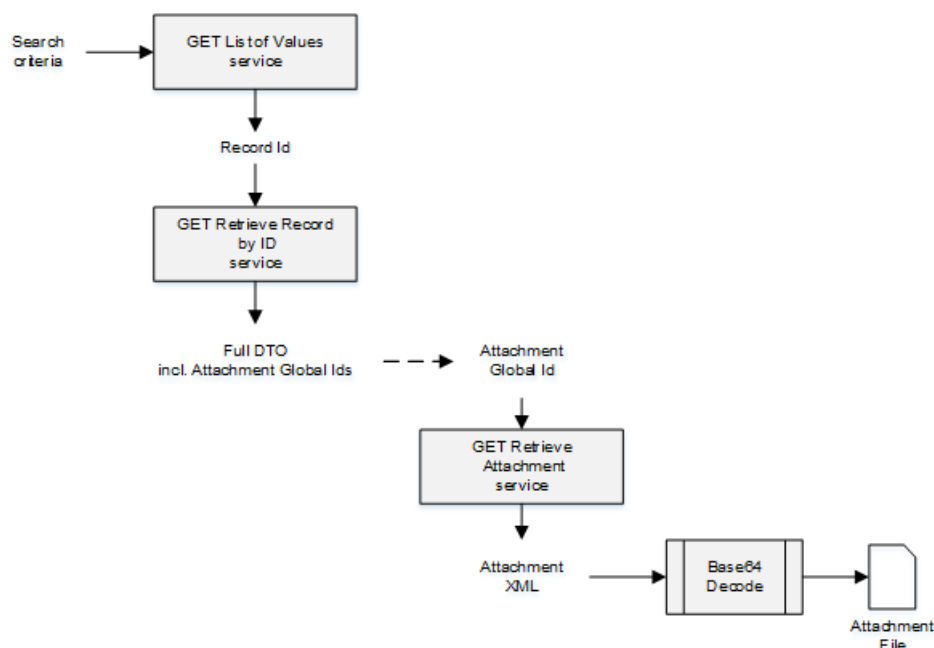 Search
criteria
GET List of Values
service
Record Id
GET Retrieve Record
by ID
service
Full DTO
incl. Attachment Global Ids
Attachment
Global Id
GET Retrieve
Attachment
service
Attachment
XML
Base64
Decode
Attachment
File